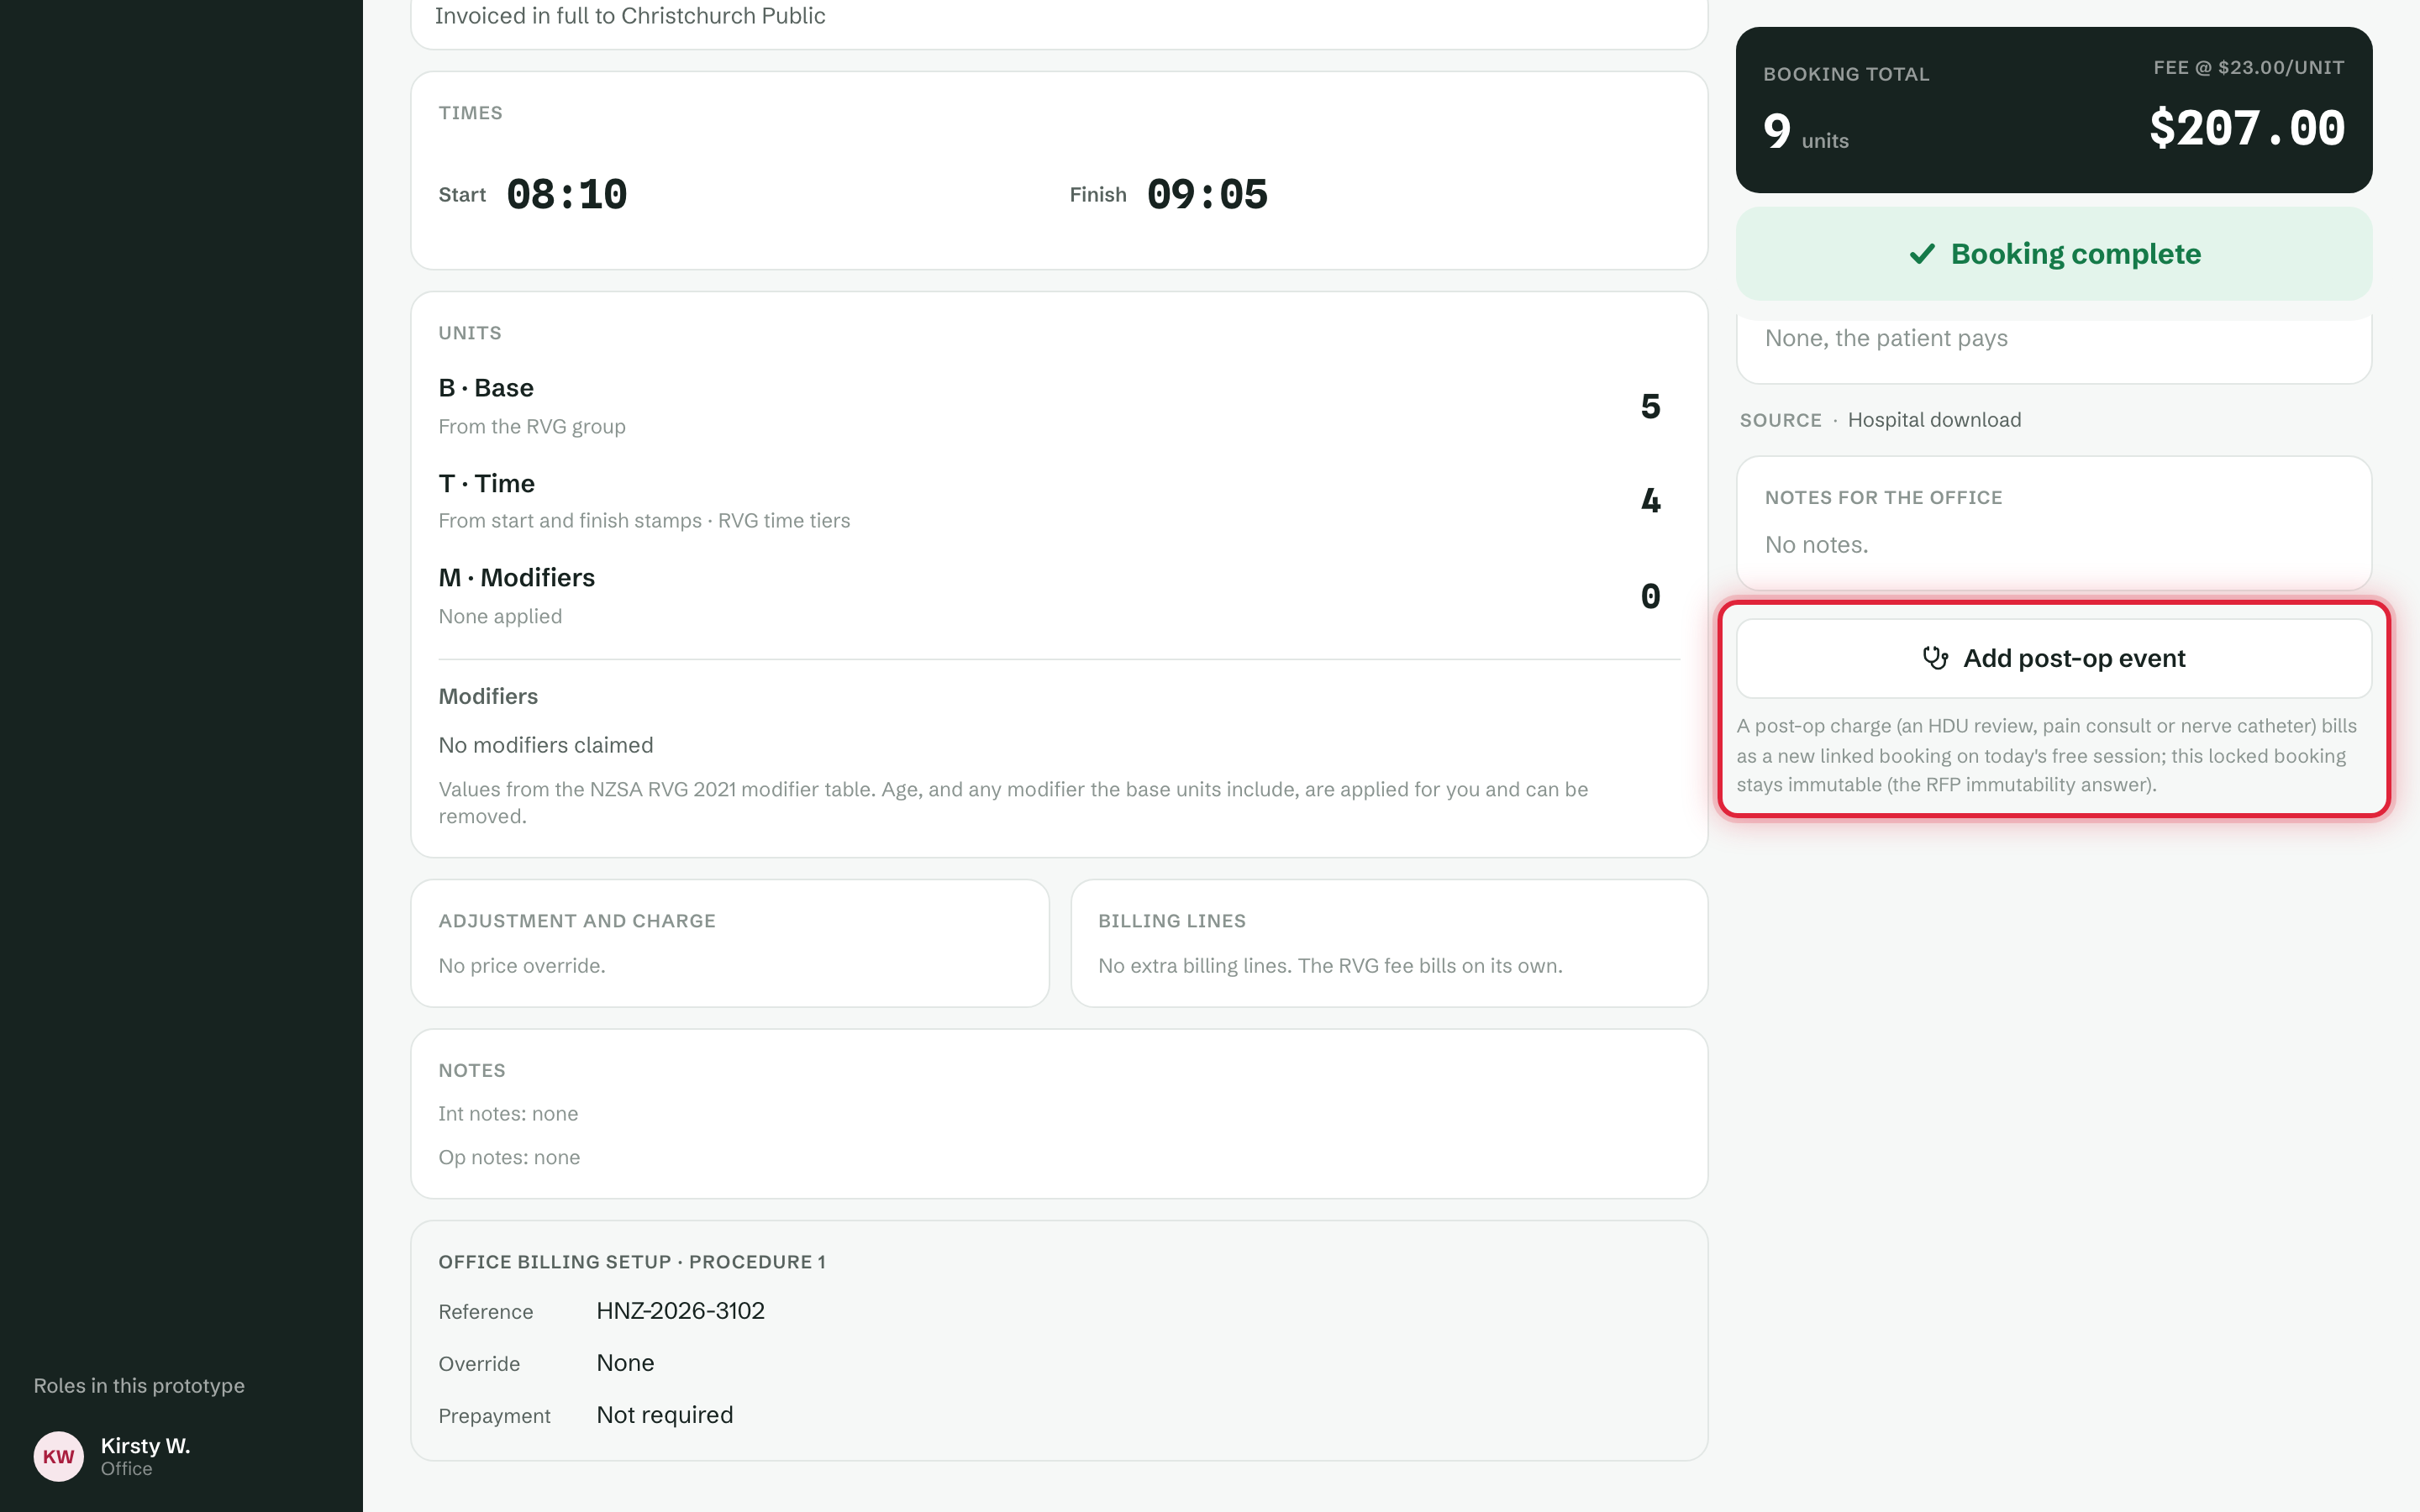 Invoiced in full to Christchurch Public
TIMES
Start 08:10
Finish 09:05
UNITS
B · Base
From the RVG group
5
T · Time
From start and finish stamps · RVG time tiers
4
M · Modifiers
None applied
0
Modifiers
No modifiers claimed
Values from the NZSA RVG 2021 modifier table. Age, and any modifier the base units include, are applied for you and can be
removed.
ADJUSTMENT AND CHARGE
No price override.
BILLING LINES
No extra billing lines. The RVG fee bills on its own.
NOTES
Int notes: none
Op notes: none
OFFICE BILLING SETUP · PROCEDURE 1
Reference HNZ-2026-3102
Override None
Prepayment Not required
BOOKING TOTAL
9 units
FEE @ $23.00/UNIT
$207.00
Booking complete
None, the patient pays
SOURCE · Hospital download
NOTES FOR THE OFFICE
No notes.
Add post-op event
A post-op charge (an HDU review, pain consult or nerve catheter) bills
as a new linked booking on today's free session; this locked booking
stays immutable (the RFP immutability answer).
Roles in this prototype
KW
Kirsty W.
Office